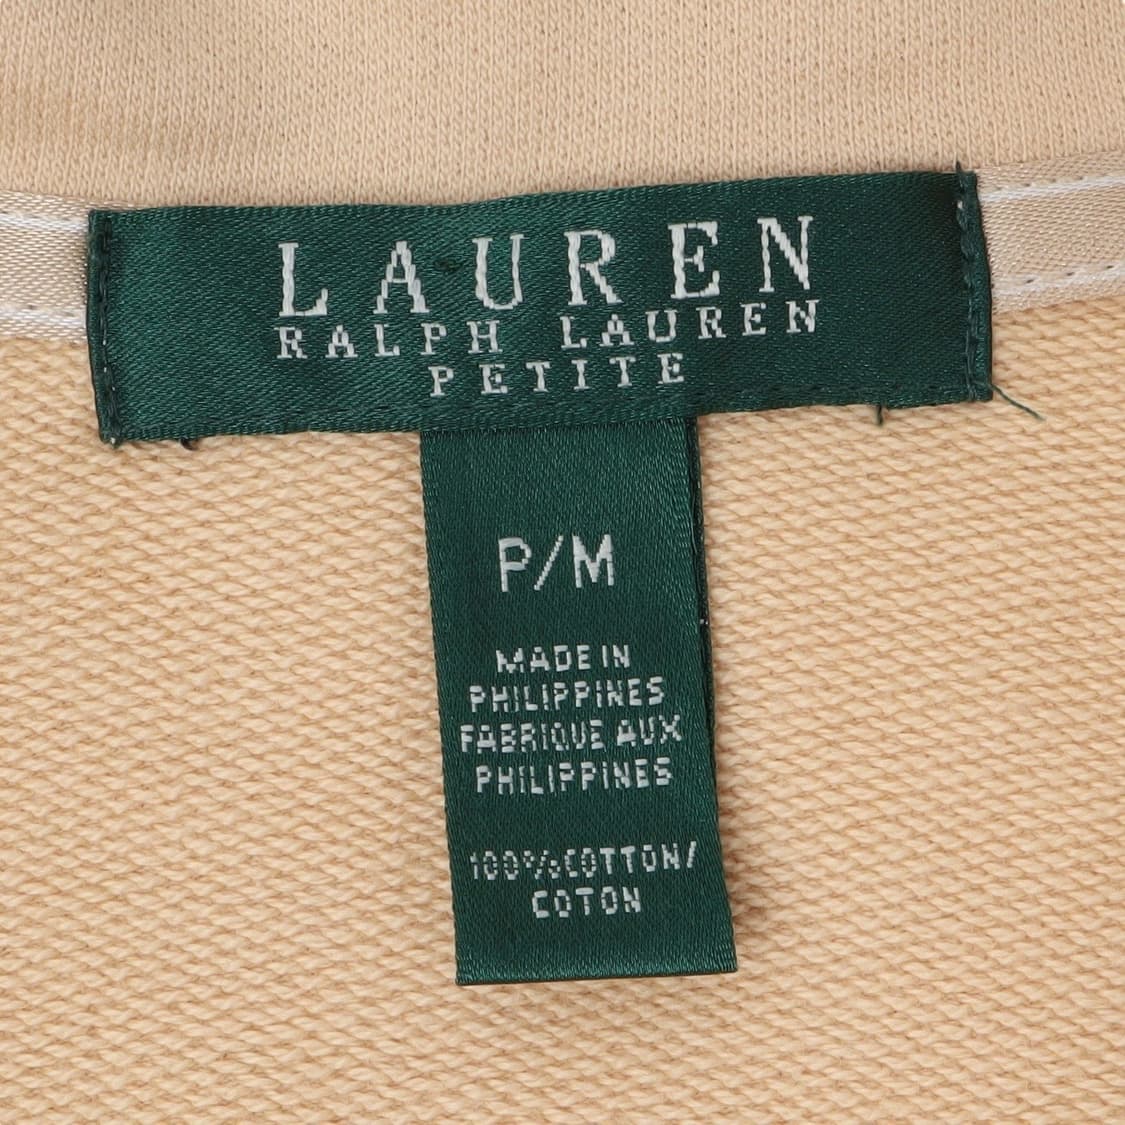 LAUREN
RALPH LAUREN
PETITE
P/M
MADE IN
PHILIPPINES
FABRIQUE AUX
PHILIPPINES
100%COTTON/
COTON